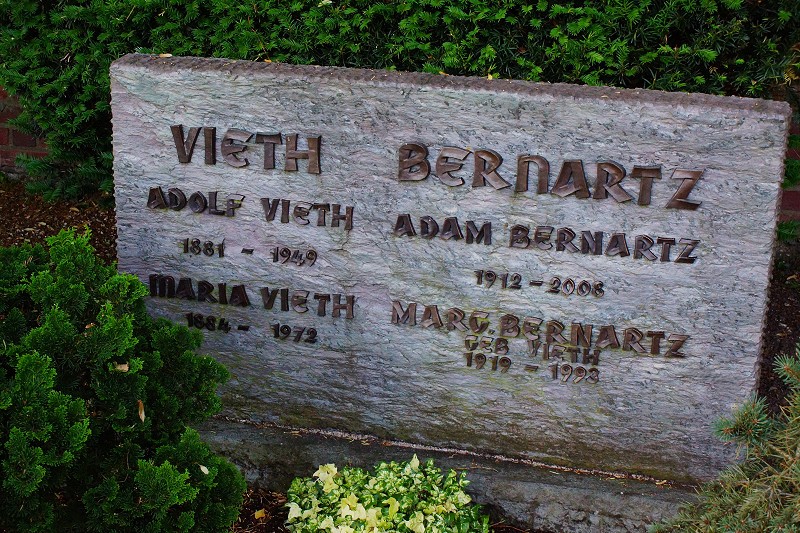 VIETH
ADOLF VIETH
1881 - 1949
MARIA VIETH
1884 - 1972
BERNARTZ
ADAM BERNARTZ
1912 - 2008
MARG. BERNARTZ
GEB VIETH
1919 - 1993